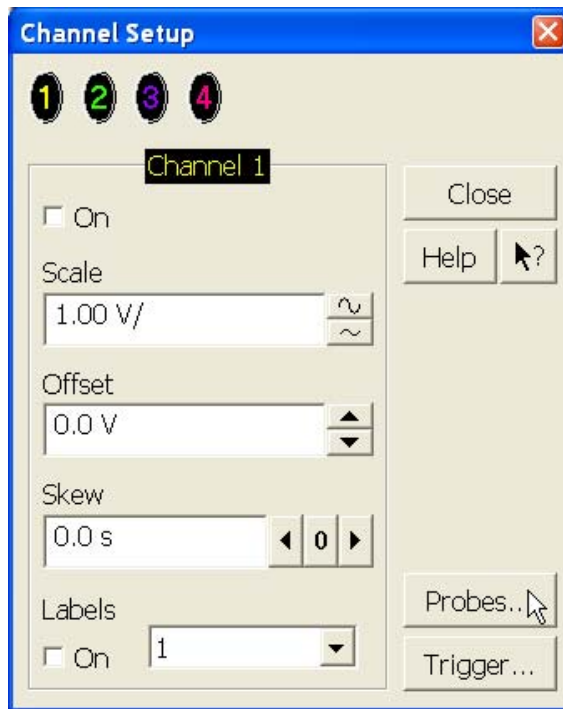 Channel Setup
1 2 3 4
Channel 1
On
Close
Help ?
Scale
1.00 V/
Offset
0.0 V
Skew
0.0 s 0
Labels
On 1
Probes...
Trigger...